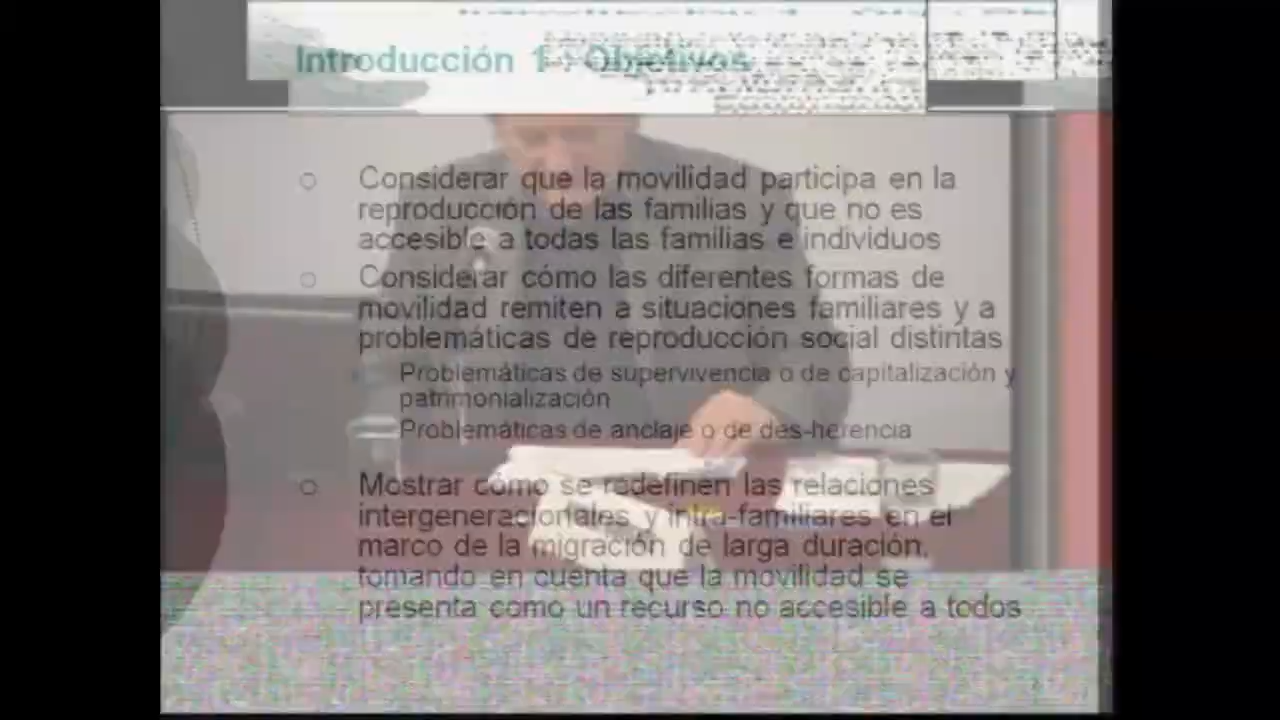 Introducción 1 : Objetivos
Considerar que la movilidad participa en la
reproducción de las familias y que no es
accesible a todas las familias e individuos
Considerar cómo las diferentes formas de
movilidad remiten a situaciones familiares y a
problemáticas de reproducción social distintas
Problemáticas de supervivencia o de capitalización y
patrimonialización
Problemáticas de anclaje o de des-herencia
Mostrar cómo se redefinen las relaciones
intergeneracionales y intra-familiares en el
marco de la migración de larga duración,
tomando en cuenta que la movilidad se
presenta como un recurso no accesible a todos